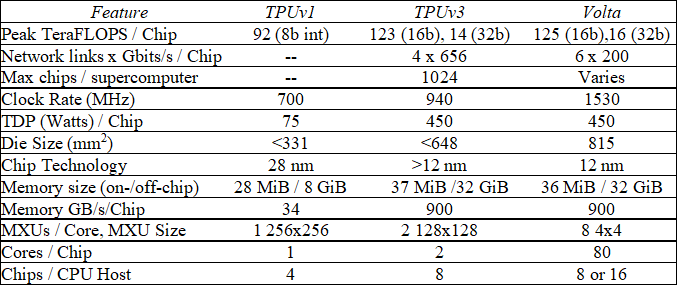 Feature TPUv1 TPUv3 Volta
Peak TeraFLOPS / Chip 92 (8b int) 123 (16b), 14 (32b) 125 (16b),16 (32b)
Network links x Gbits/s / Chip -- 4 x 656 6 x 200
Max chips / supercomputer -- 1024 Varies
Clock Rate (MHz) 700 940 1530
TDP (Watts) / Chip 75 450 450
Die Size (mm2) <331 <648 815
Chip Technology 28 nm >12 nm 12 nm
Memory size (on-/off-chip) 28 MiB / 8 GiB 37 MiB /32 GiB 36 MiB / 32 GiB
Memory GB/s/Chip 34 900 900
MXUs / Core, MXU Size 1 256x256 2 128x128 8 4x4
Cores / Chip 1 2 80
Chips / CPU Host 4 8 8 or 16